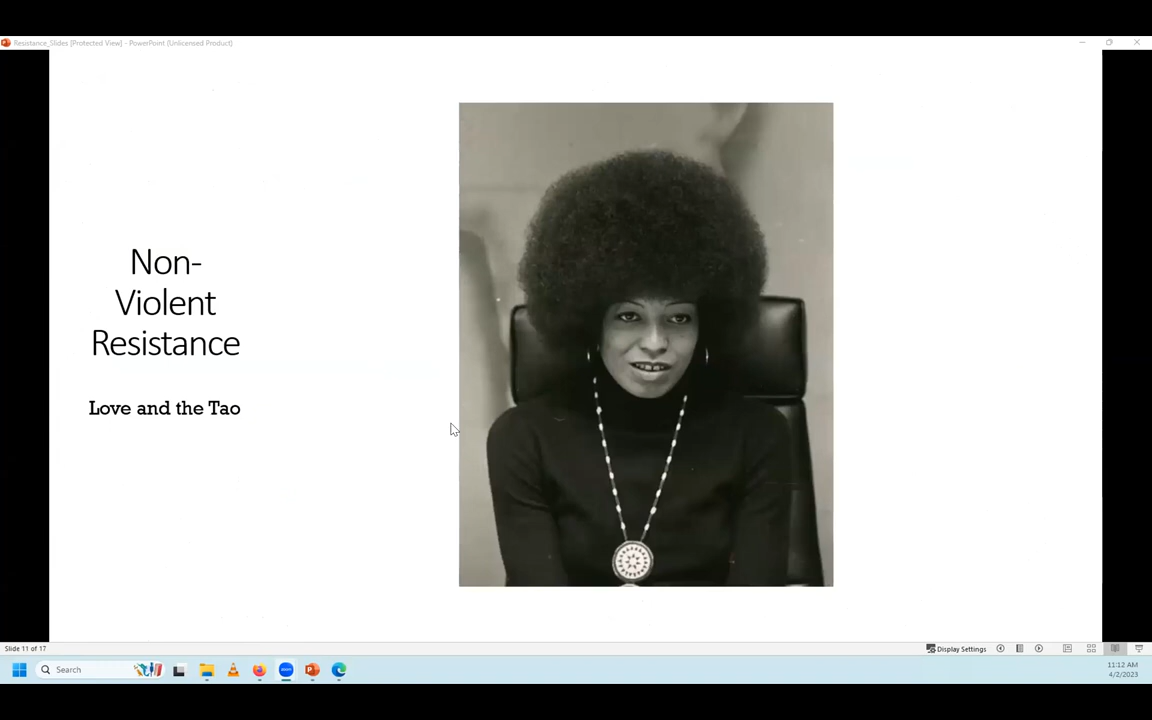 Resistance_Slides [Protected View] - PowerPoint (Unlicensed Product)
Non-
Violent
Resistance
Love and the Tao
Slide 11 of 17
Display Settings
Search
11:12 AM
4/2/2023